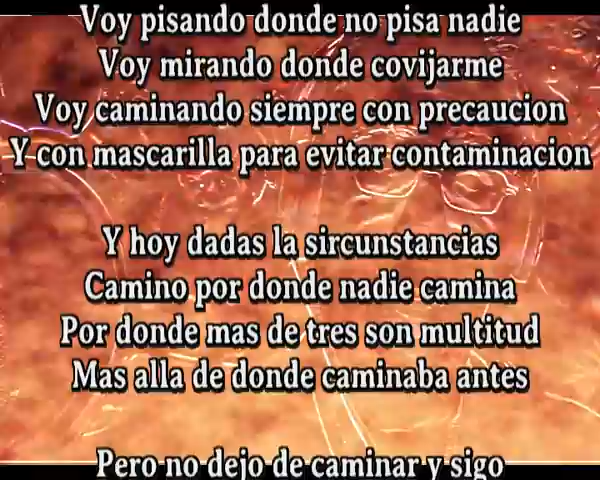 Voy pisando donde no pisa nadie
Voy mirando donde covijarme
Voy caminando siempre con precaucion
Y con mascarilla para evitar contaminacion
Y hoy dadas la sircunstancias
Camino por donde nadie camina
Por donde mas de tres son multitud
Mas alla de donde caminaba antes
Pero no dejo de caminar y sigo